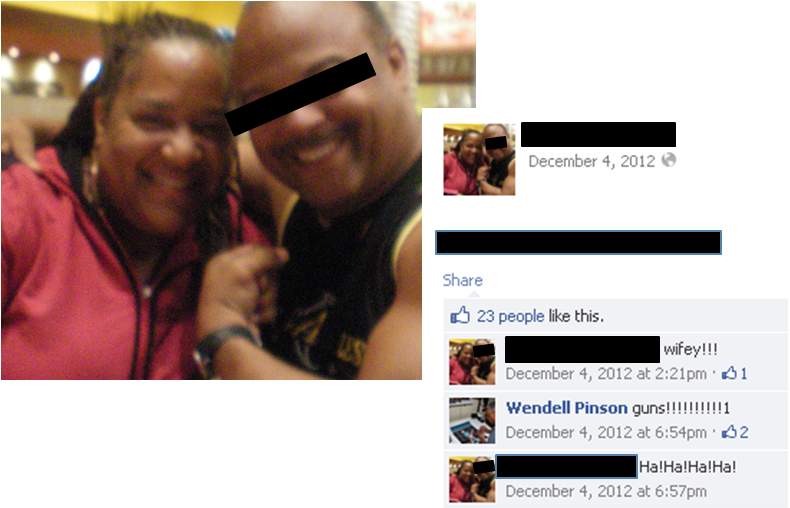 December 4, 2012
Share
23 people like this.
wifey!!!
December 4, 2012 at 2:21pm · 1
Wendell Pinson guns!!!!!!!!!!1
December 4, 2012 at 6:54pm · 2
Ha!Ha!Ha!Ha!
December 4, 2012 at 6:57pm